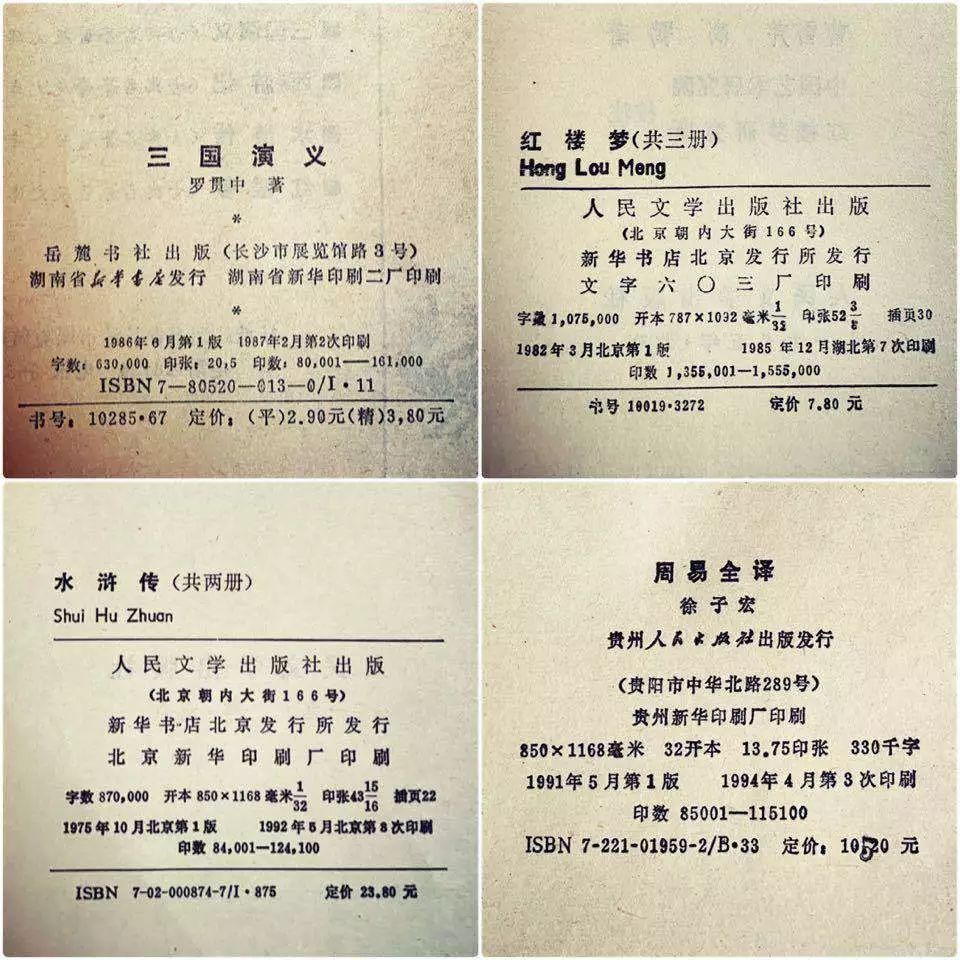 三国演义
罗贯中 著
*
岳麓书社出版(长沙市展览馆路3号)
湖南省新华书店发行 湖南省新华印刷二厂印刷
*
1986年6月第1版 1987年2月第2次印刷
字数:630,000 印张:20,5 印数:80,001—161,000
ISBN 7—80520—013—0/I·11
书号:10285·67 定价:(平)2.90元(精)3,80元
红楼梦(共三册)
Hong Lou Meng
人民文学出版社出版
(北京朝内大街166号)
新华书店北京发行所发行
文字六〇三厂印刷
字数1,075,000 开本787×1092毫米1/32 印张52 3/8 插页30
1982年3月北京第1版 1985年12月湖北第7次印刷
印数1,355,001—1,555,000
书号10019·3272 定价7.80元
水浒传(共两册)
Shui Hu Zhuan
人民文学出版社出版
(北京朝内大街166号)
新华书店北京发行所发行
北京新华印刷厂印刷
字数870,000 开本850×1168毫米1/32 印张43 15/16 插页22
1975年10月北京第1版 1992年5月北京第8次印刷
印数84,001—124,100
ISBN 7-02-000874-7/I·875 定价23.80元
周易全译
徐子宏
贵州人民出版社出版发行
(贵阳市中华北路289号)
贵州新华印刷厂印刷
850×1168毫米 32开本 13.75印张 330千字
1991年5月第1版 1994年4月第3次印刷
印数 85001—115100
ISBN 7-221-01959-2/B·33 定价:元